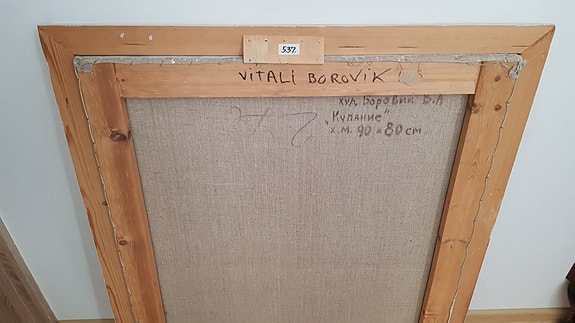 537.
VITALI BOROVIK
худ. Боровик В.А
"Купание"
х.м. 90 х 80 см.